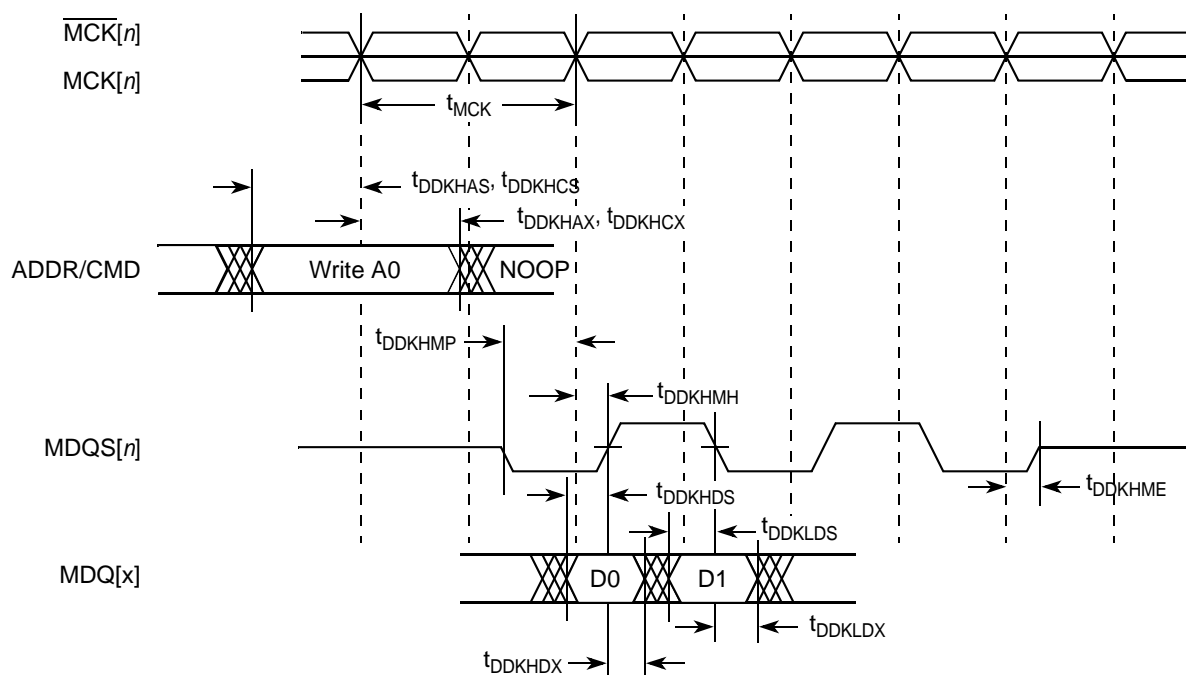 MCK[n]
MCK[n]
tMCK
tDDKHAS, tDDKHCS
tDDKHAX, tDDKHCX
ADDR/CMD
Write A0
NOOP
tDDKHMP
tDDKHMH
MDQS[n]
tDDKHDS
tDDKHME
tDDKLDS
MDQ[x]
D0
D1
tDDKLDX
tDDKHDX